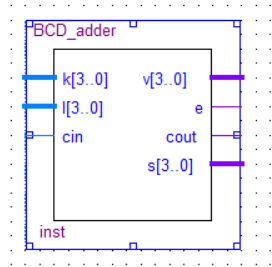 BCD_adder
k[3..0] v[3..0]
l[3..0] e
cin cout
s[3..0]
inst